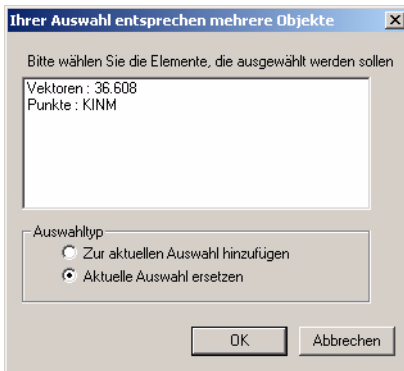 Ihrer Auswahl entsprechen mehrere Objekte
Bitte wählen Sie die Elemente, die ausgewählt werden sollen
Vektoren : 36.608
Punkte : KINM
Auswahltyp
Zur aktuellen Auswahl hinzufügen
Aktuelle Auswahl ersetzen
OK
Abbrechen